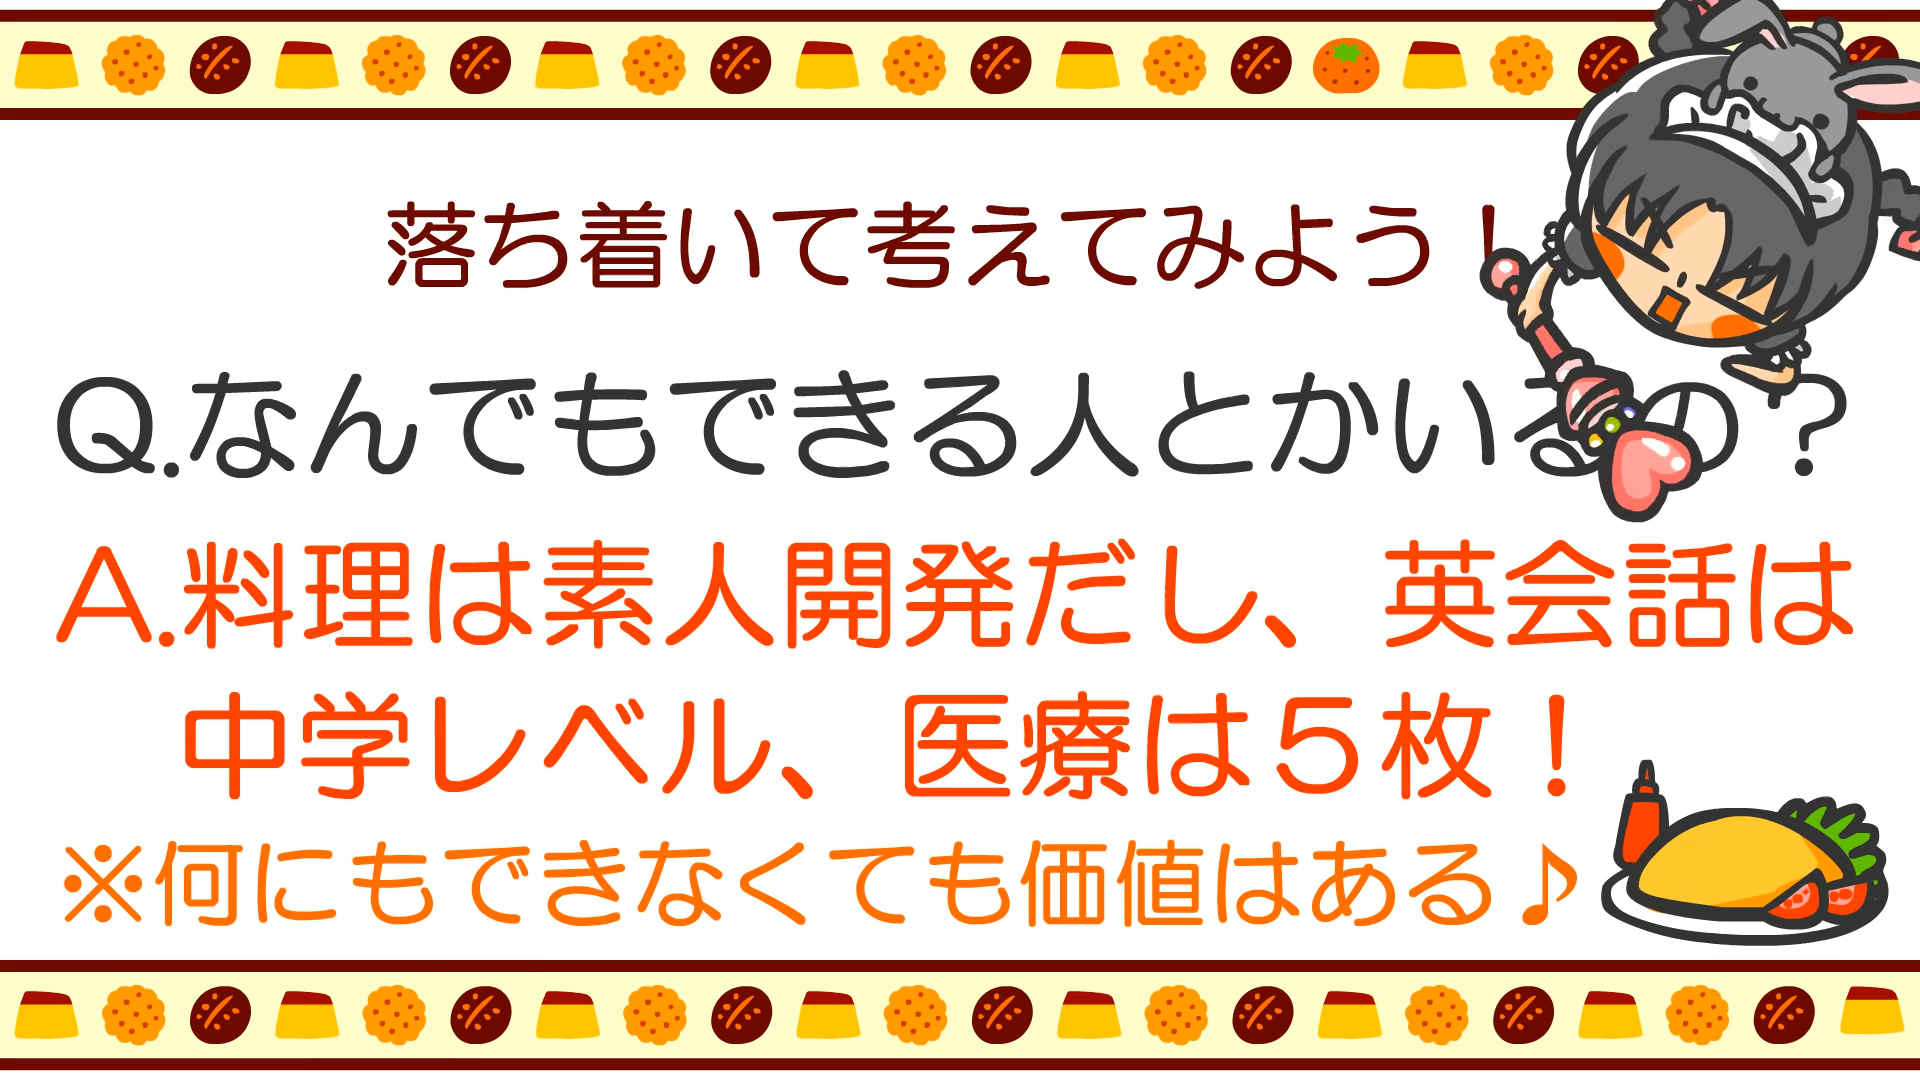 落ち着いて考えてみよう！
Q.なんでもできる人とかいるの？
A.料理は素人開発だし、英会話は
中学レベル、医療は５枚！
※何にもできなくても価値はある♪